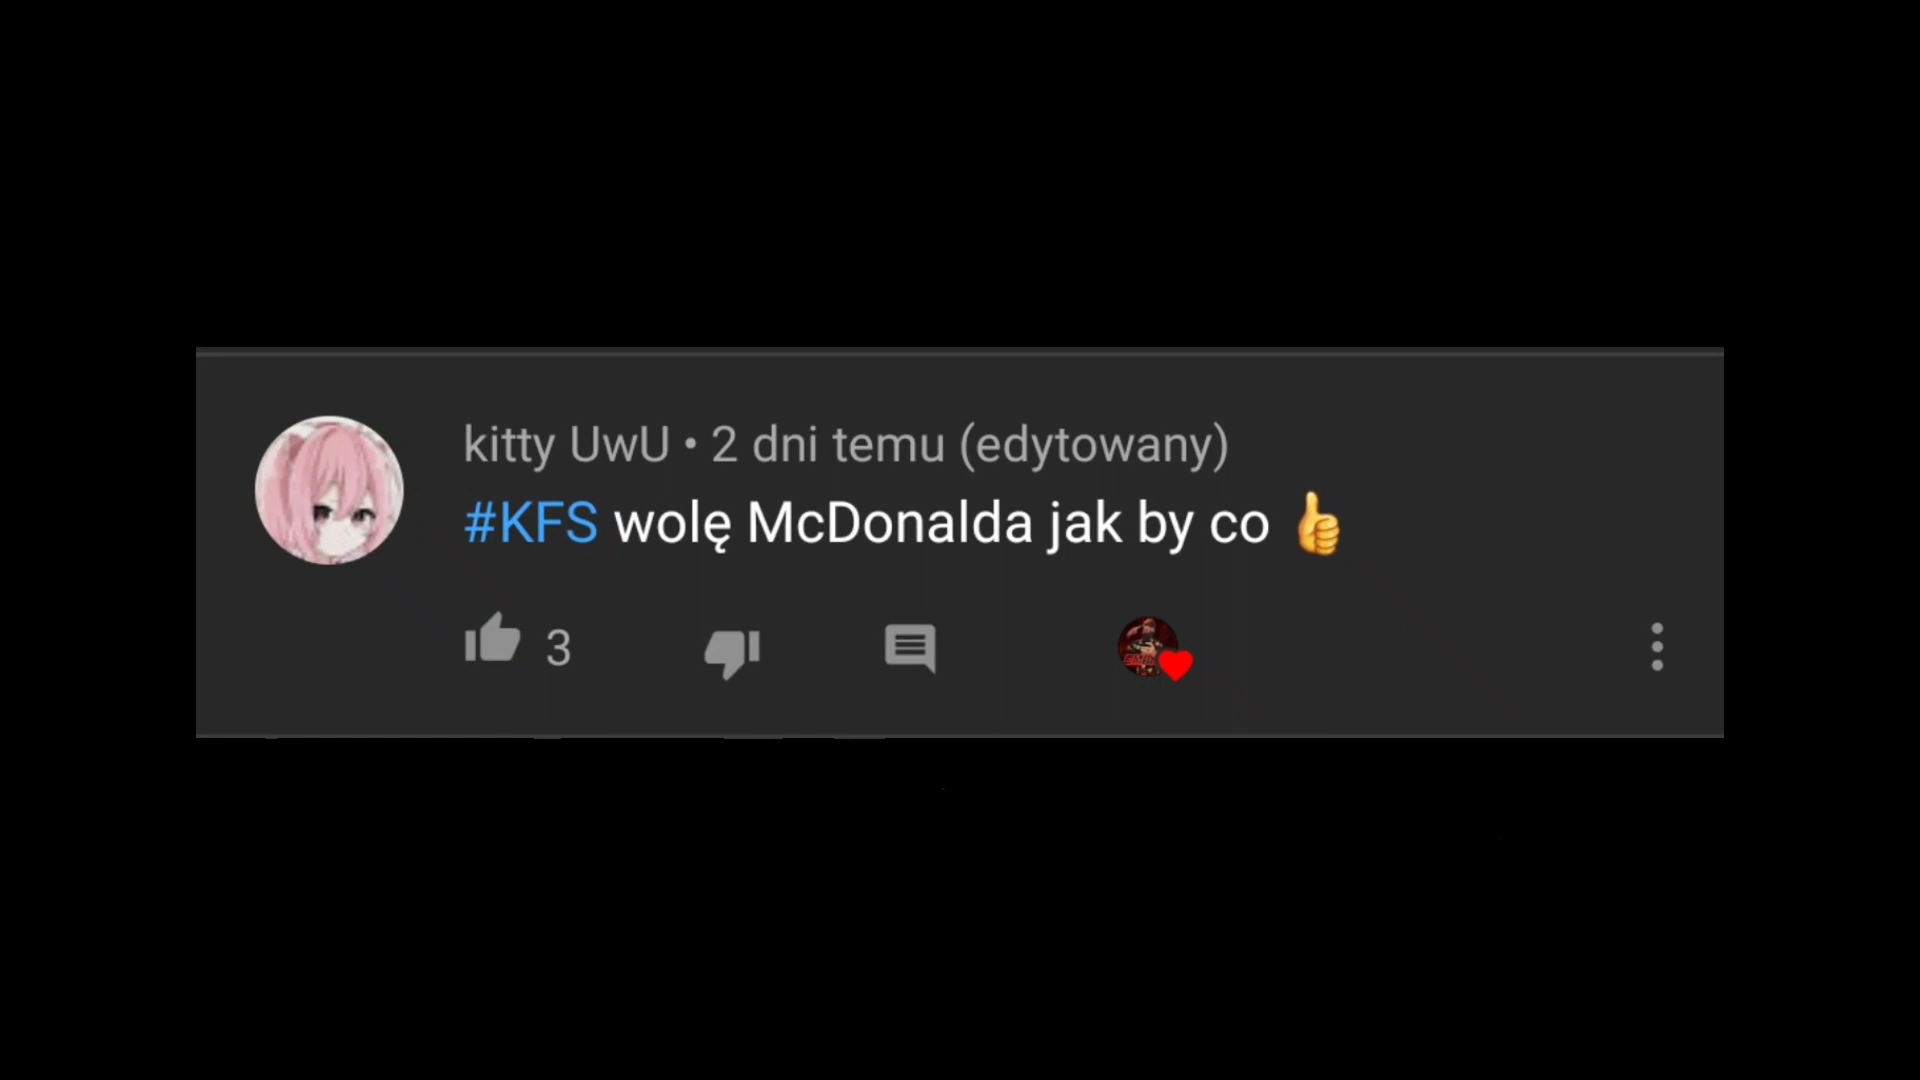 kitty UwU • 2 dni temu (edytowany)
#KFS wolę McDonalda jak by co 👍
3